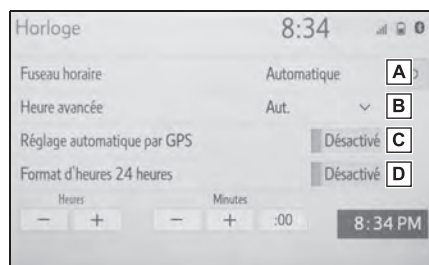 Horloge 8:34
Fuseau horaire Automatique A
Heure avancée Aut. B
Réglage automatique par GPS Désactivé C
Format d'heures 24 heures Désactivé D
Heures Minutes
− + − + :00 8:34 PM